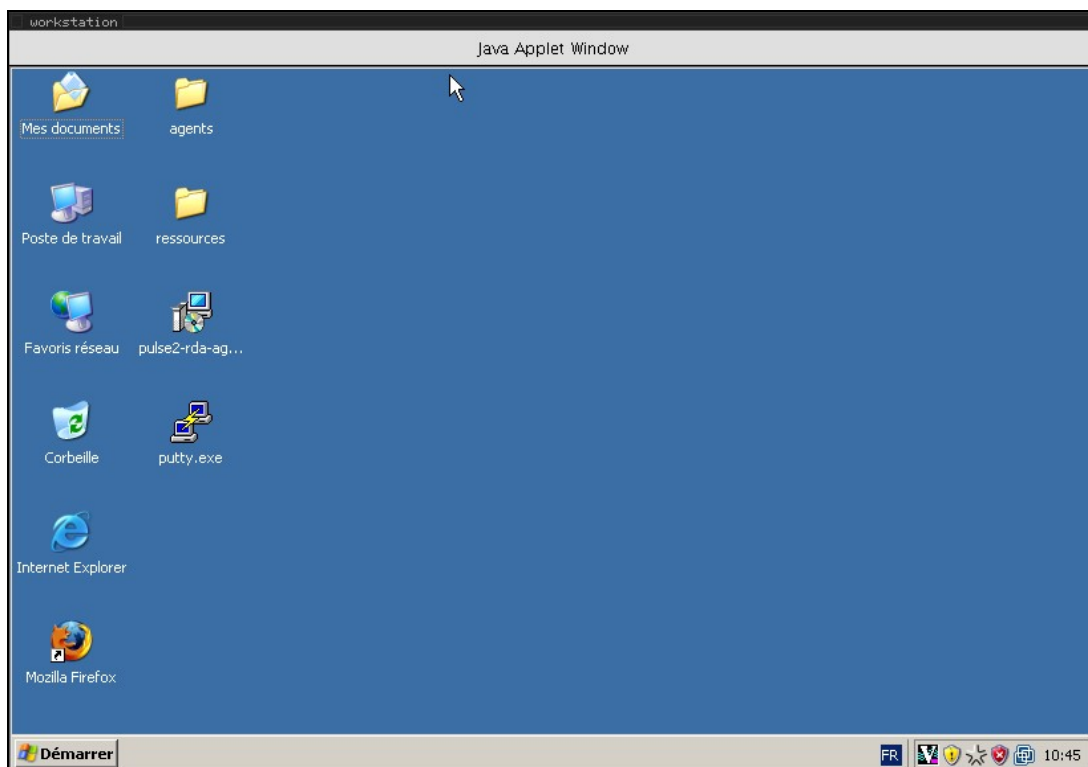 workstation
Java Applet Window
Mes documents
agents
Poste de travail
ressources
Favoris réseau
pulse2-rda-ag...
Corbeille
putty.exe
Internet Explorer
Mozilla Firefox
Démarrer
FR
10:45